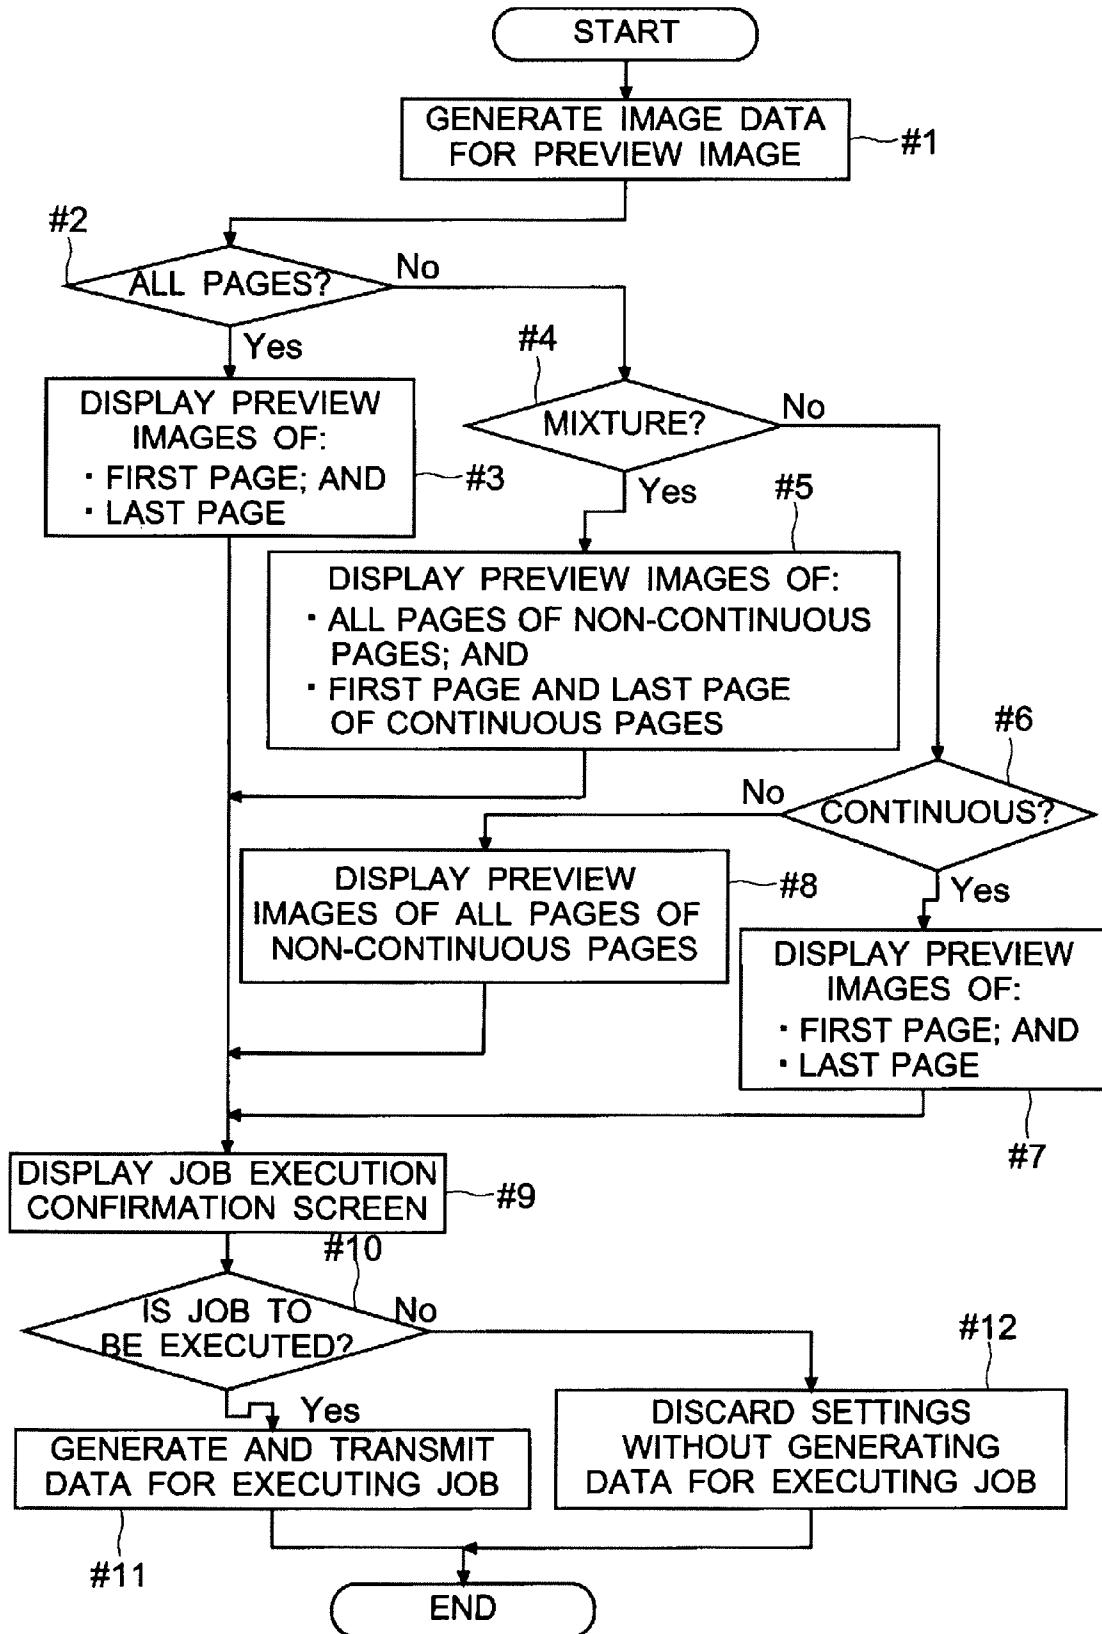 START
GENERATE IMAGE DATA
FOR PREVIEW IMAGE
#1
#2
ALL PAGES?
No
Yes
#4
DISPLAY PREVIEW
IMAGES OF:
・FIRST PAGE; AND
・LAST PAGE
#3
MIXTURE?
No
Yes
#5
DISPLAY PREVIEW IMAGES OF:
・ALL PAGES OF NON-CONTINUOUS
PAGES; AND
・FIRST PAGE AND LAST PAGE
OF CONTINUOUS PAGES
#6
No
CONTINUOUS?
Yes
DISPLAY PREVIEW
IMAGES OF ALL PAGES OF
NON-CONTINUOUS PAGES
#8
DISPLAY PREVIEW
IMAGES OF:
・FIRST PAGE; AND
・LAST PAGE
#7
DISPLAY JOB EXECUTION
CONFIRMATION SCREEN
#9
#10
IS JOB TO
BE EXECUTED?
No
Yes
#12
GENERATE AND TRANSMIT
DATA FOR EXECUTING JOB
#11
DISCARD SETTINGS
WITHOUT GENERATING
DATA FOR EXECUTING JOB
END